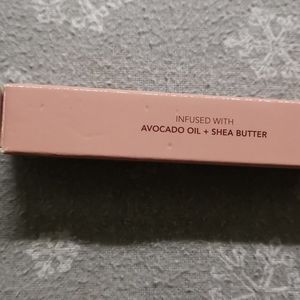 INFUSED WITH
AVOCADO OIL + SHEA BUTTER